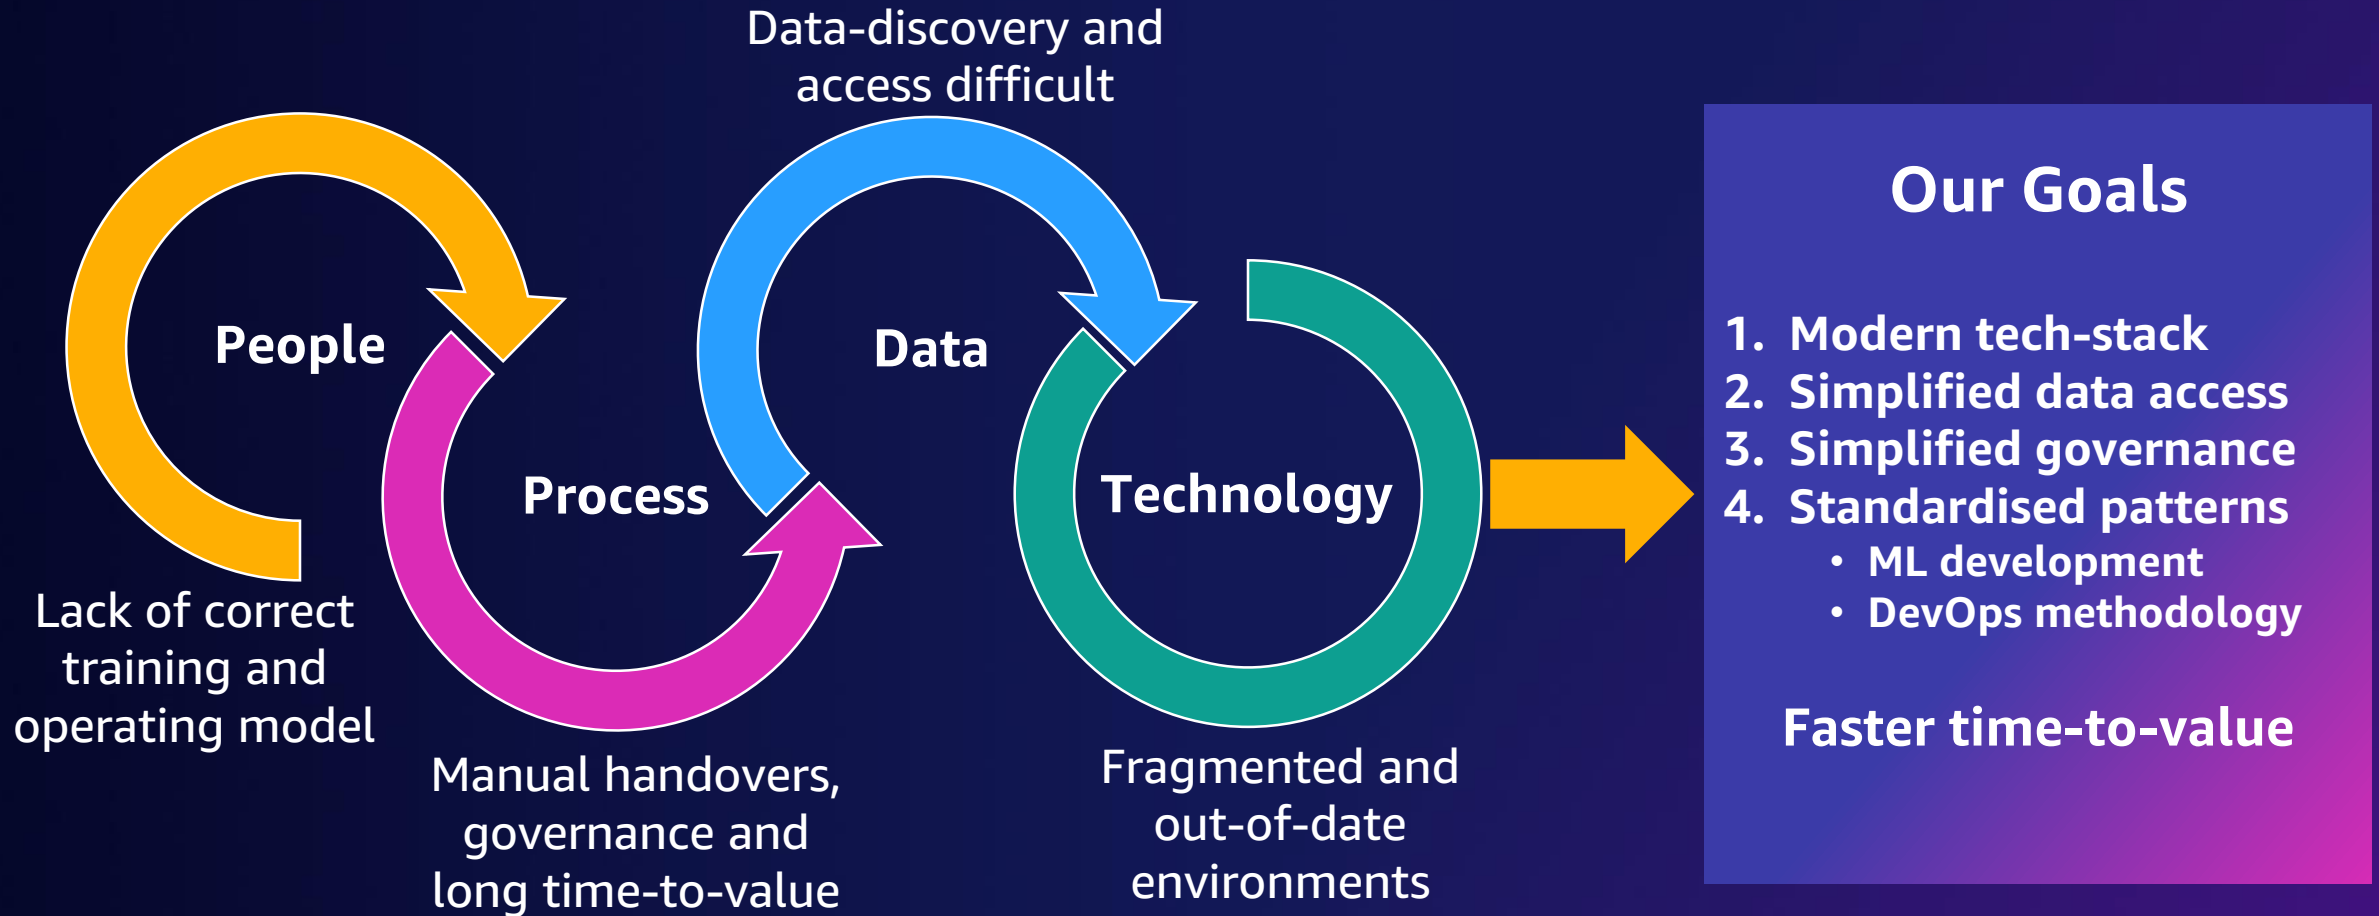 Data-discovery and
access difficult
People
Process
Data
Technology
Lack of correct
training and
operating model
Manual handovers,
governance and
long time-to-value
Fragmented and
out-of-date
environments
Our Goals
1. Modern tech-stack
2. Simplified data access
3. Simplified governance
4. Standardised patterns
• ML development
• DevOps methodology
Faster time-to-value